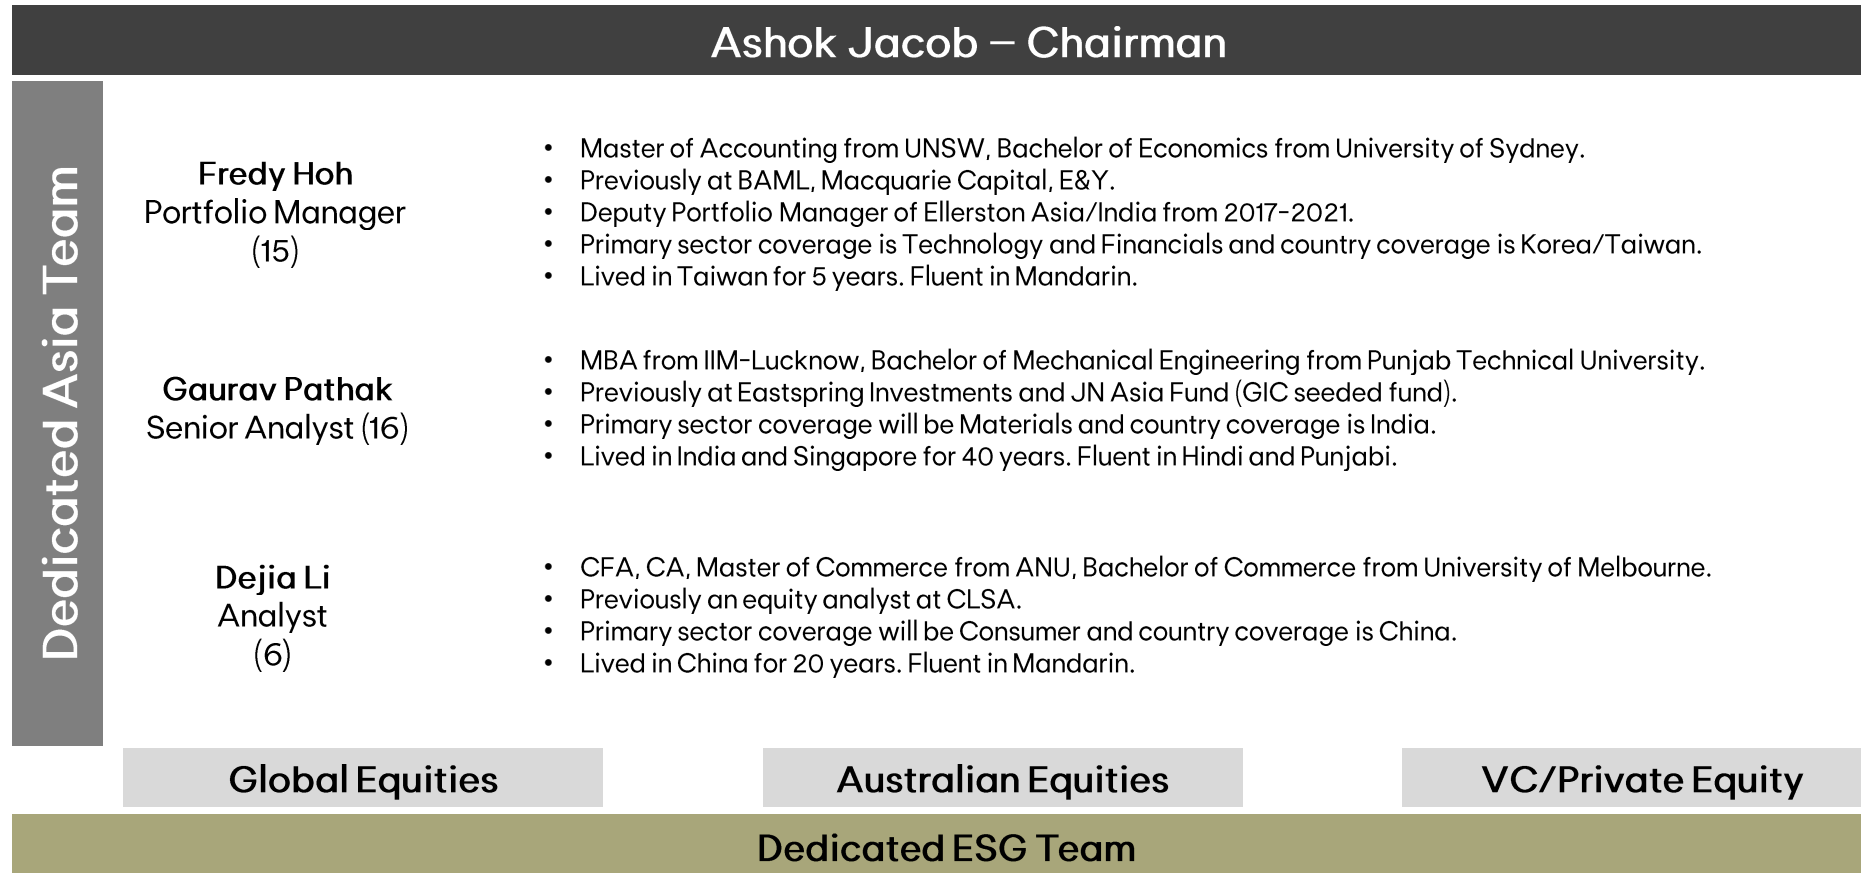 Ashok Jacob – Chairman
Dedicated Asia Team
Fredy Hoh
Portfolio Manager
(15)
• Master of Accounting from UNSW, Bachelor of Economics from University of Sydney.
• Previously at BAML, Macquarie Capital, E&Y.
• Deputy Portfolio Manager of Ellerston Asia/India from 2017-2021.
• Primary sector coverage is Technology and Financials and country coverage is Korea/Taiwan.
• Lived in Taiwan for 5 years. Fluent in Mandarin.
Gaurav Pathak
Senior Analyst (16)
• MBA from IIM-Lucknow, Bachelor of Mechanical Engineering from Punjab Technical University.
• Previously at Eastspring Investments and JN Asia Fund (GIC seeded fund).
• Primary sector coverage will be Materials and country coverage is India.
• Lived in India and Singapore for 40 years. Fluent in Hindi and Punjabi.
Dejia Li
Analyst
(6)
• CFA, CA, Master of Commerce from ANU, Bachelor of Commerce from University of Melbourne.
• Previously an equity analyst at CLSA.
• Primary sector coverage will be Consumer and country coverage is China.
• Lived in China for 20 years. Fluent in Mandarin.
Global Equities
Australian Equities
VC/Private Equity
Dedicated ESG Team